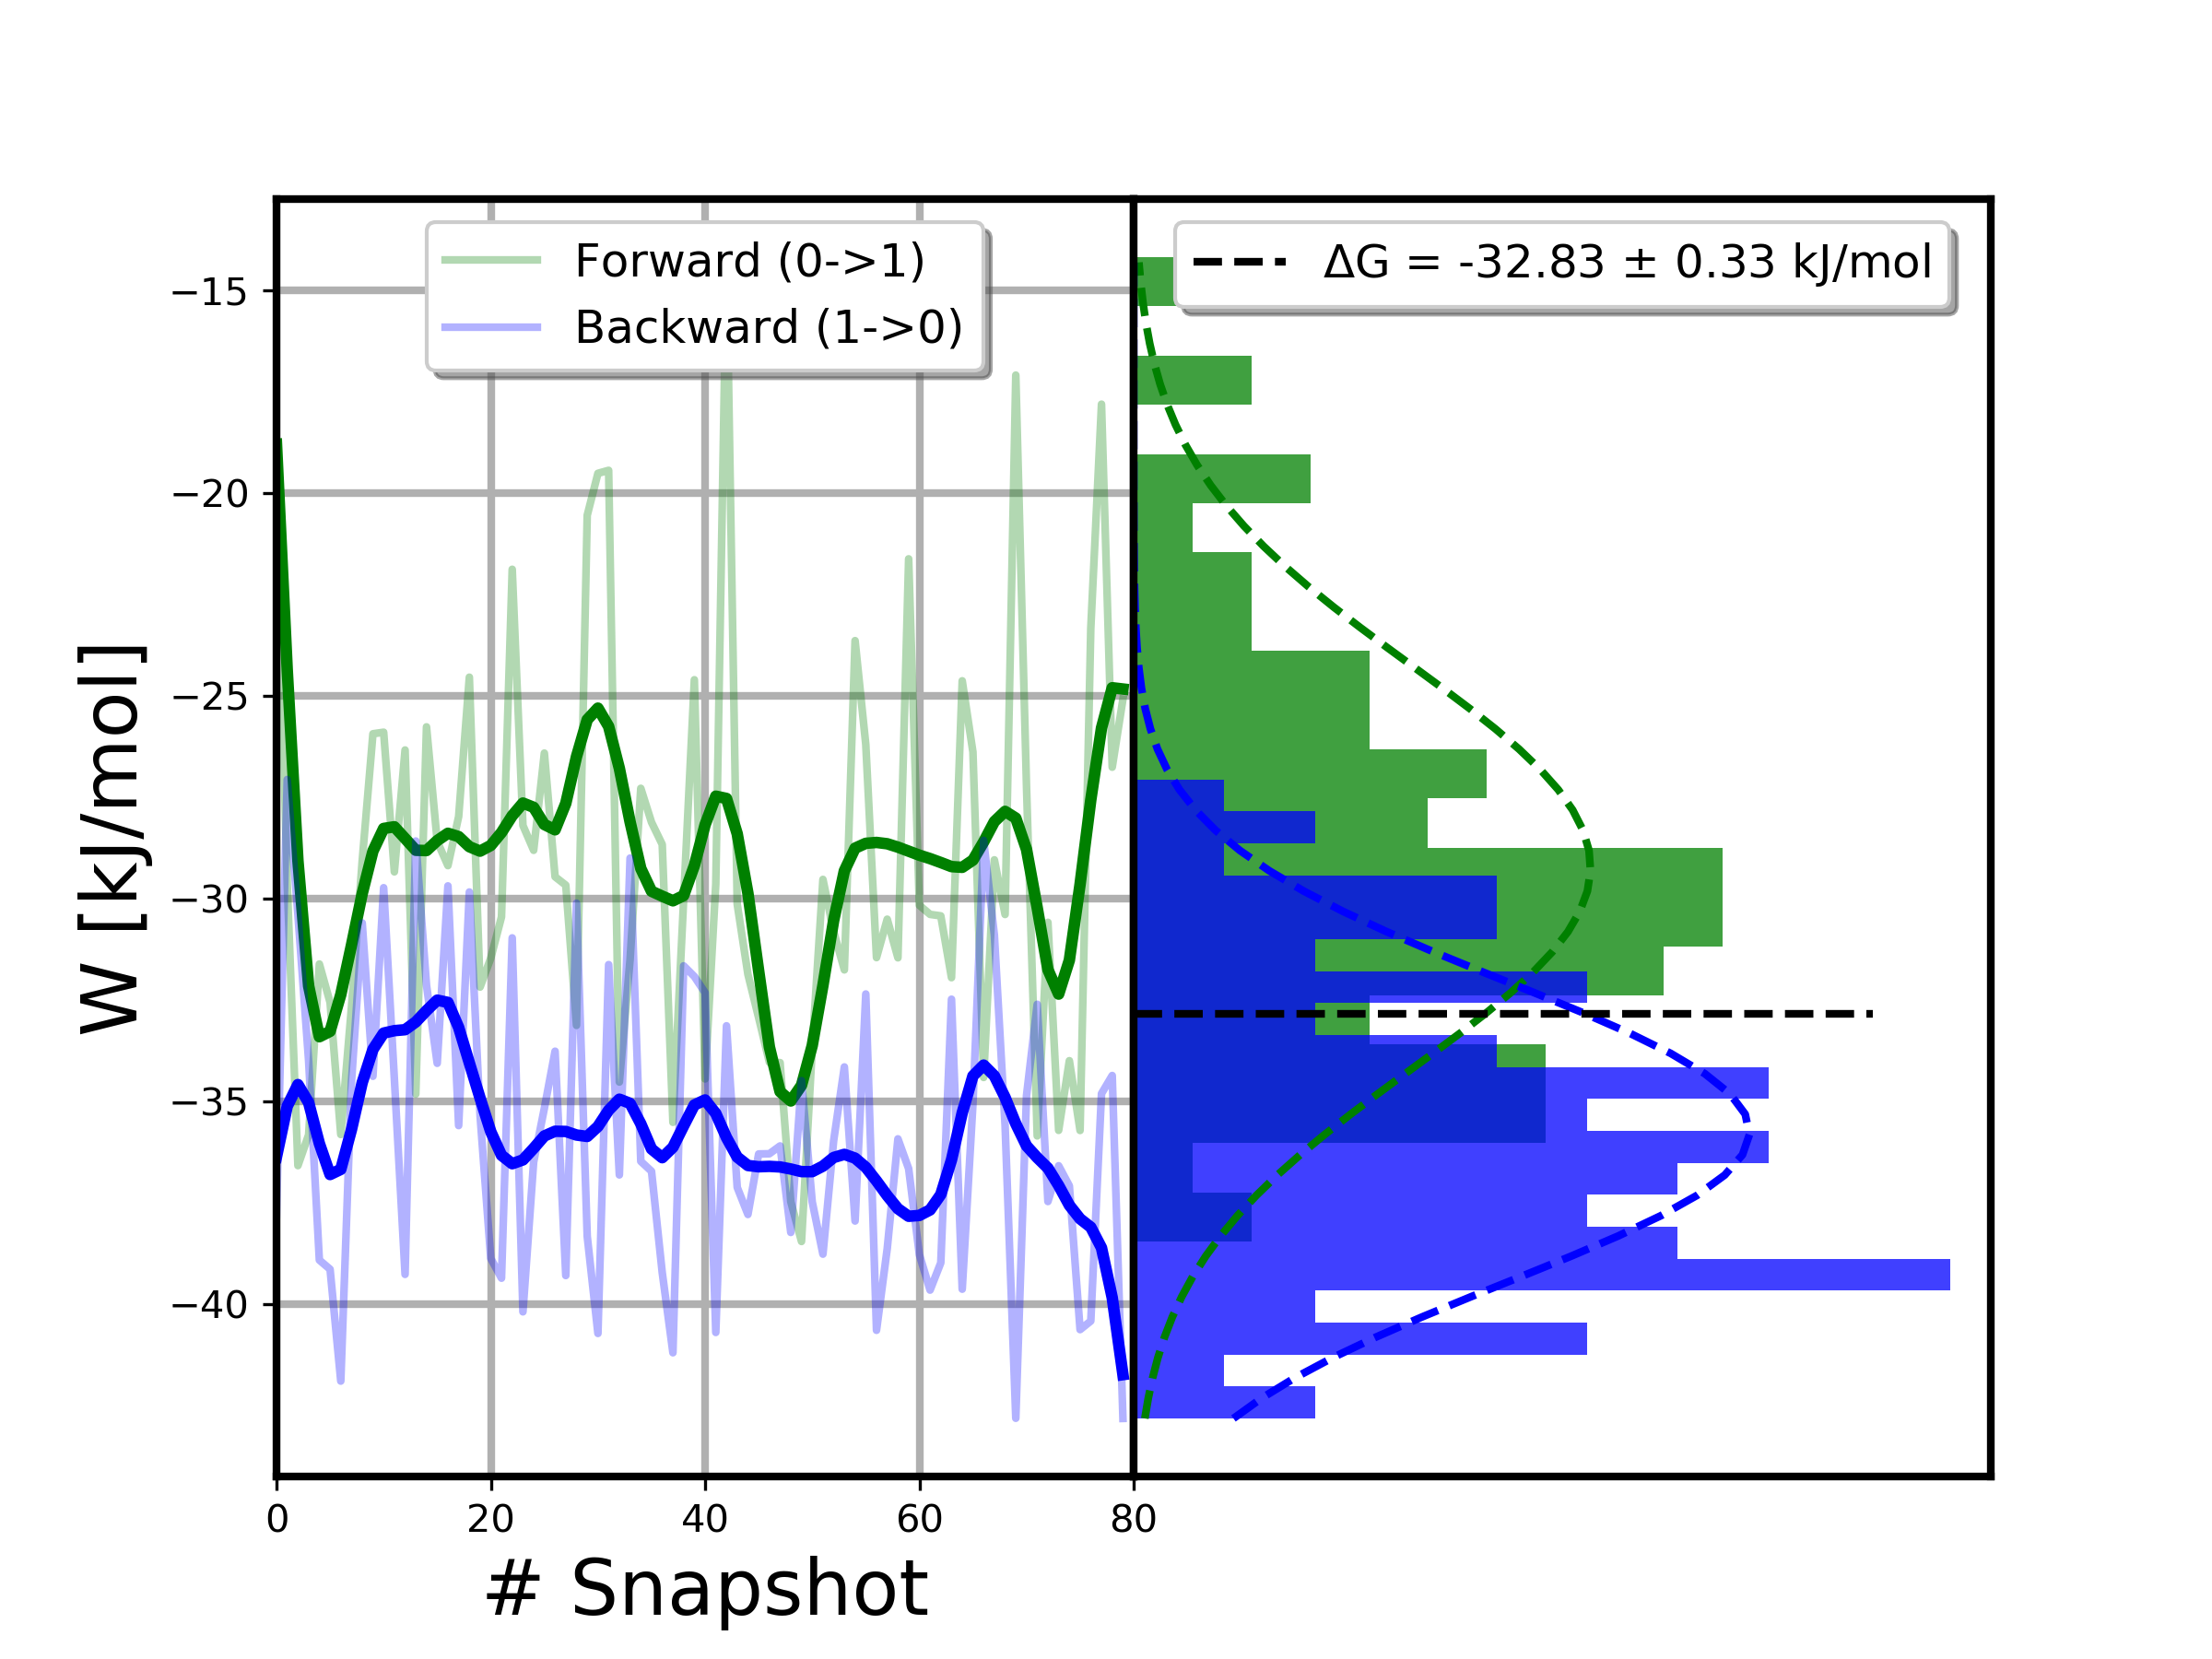 Forward (0->1)
Backward (1->0)
ΔG = -32.83 ± 0.33 kJ/mol
W [kJ/mol]
−15
−20
−25
−30
−35
−40
0
20
40
60
80
# Snapshot